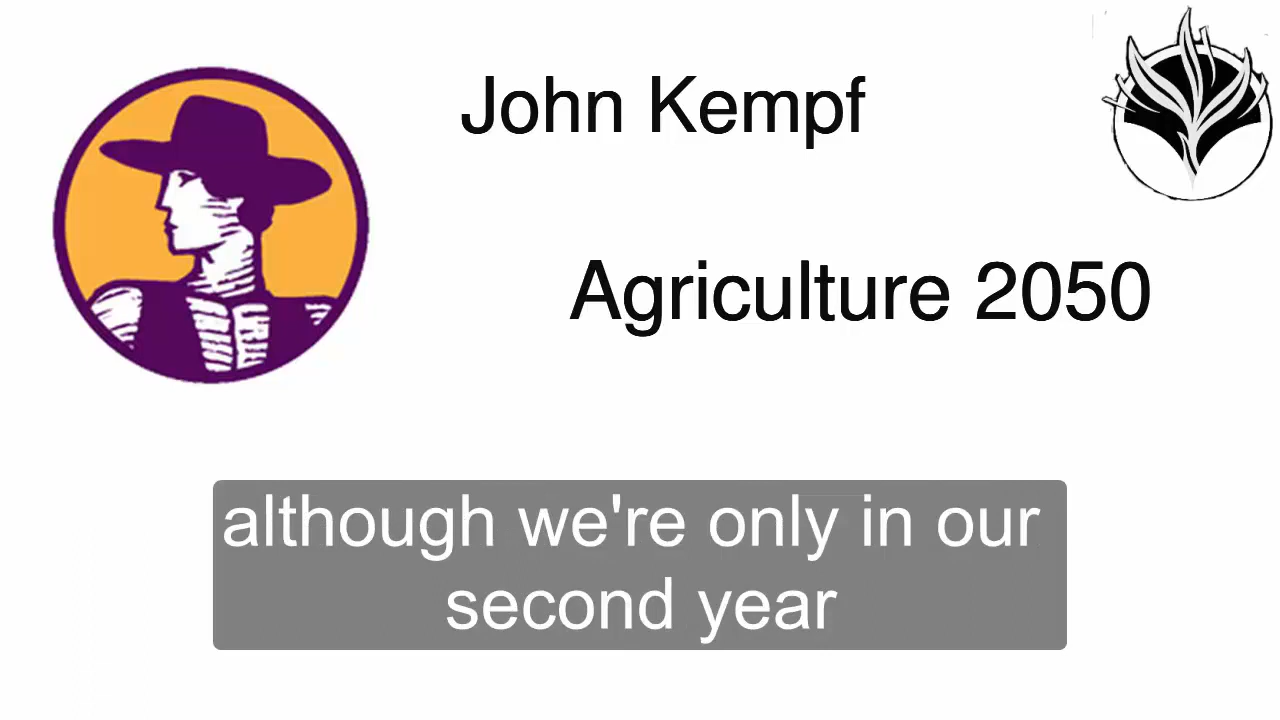 John Kempf
Agriculture 2050
although we're only in our
second year